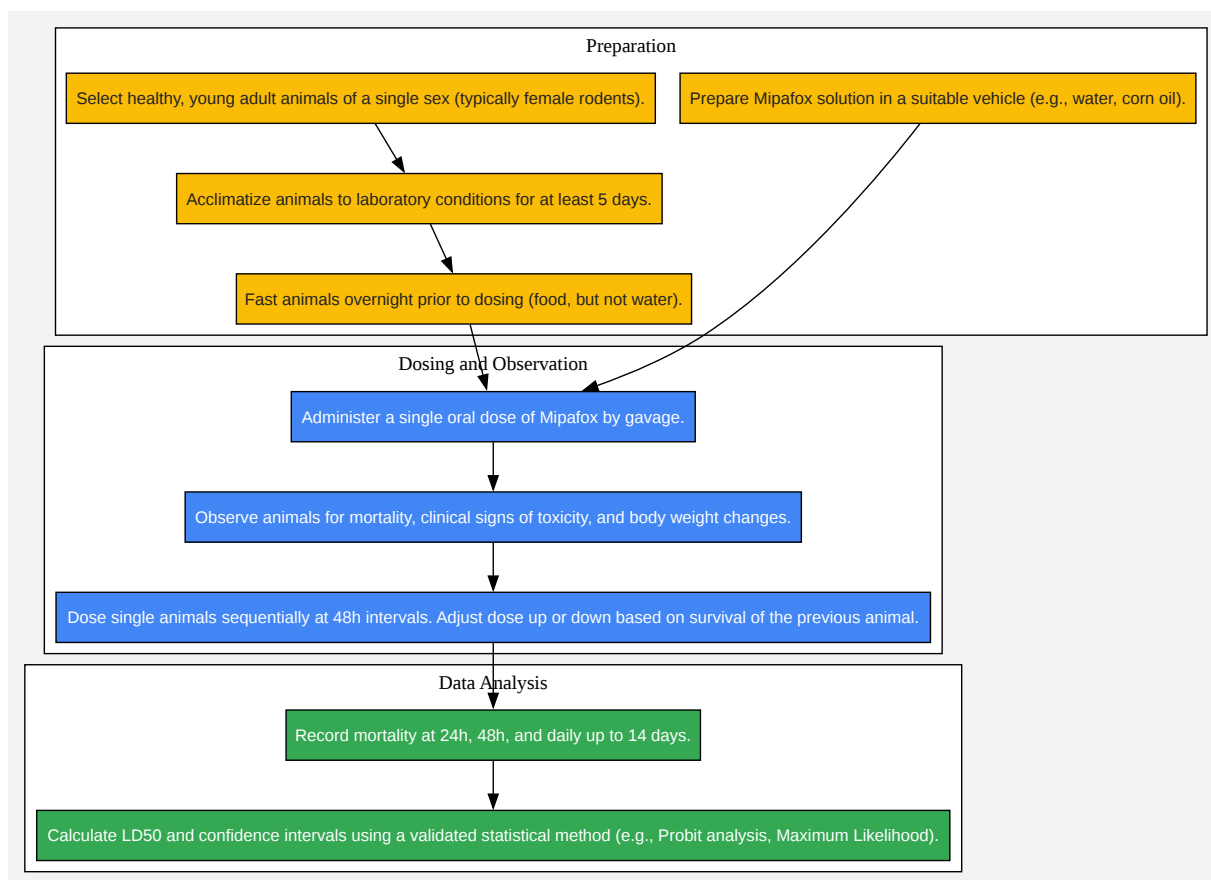 Preparation
Select healthy, young adult animals of a single sex (typically female rodents).
Prepare Mipafox solution in a suitable vehicle (e.g., water, corn oil).
Acclimatize animals to laboratory conditions for at least 5 days.
Fast animals overnight prior to dosing (food, but not water).
Dosing and Observation
Administer a single oral dose of Mipafox by gavage.
Observe animals for mortality, clinical signs of toxicity, and body weight changes.
Dose single animals sequentially at 48h intervals. Adjust dose up or down based on survival of the previous animal.
Data Analysis
Record mortality at 24h, 48h, and daily up to 14 days.
Calculate LD50 and confidence intervals using a validated statistical method (e.g., Probit analysis, Maximum Likelihood).